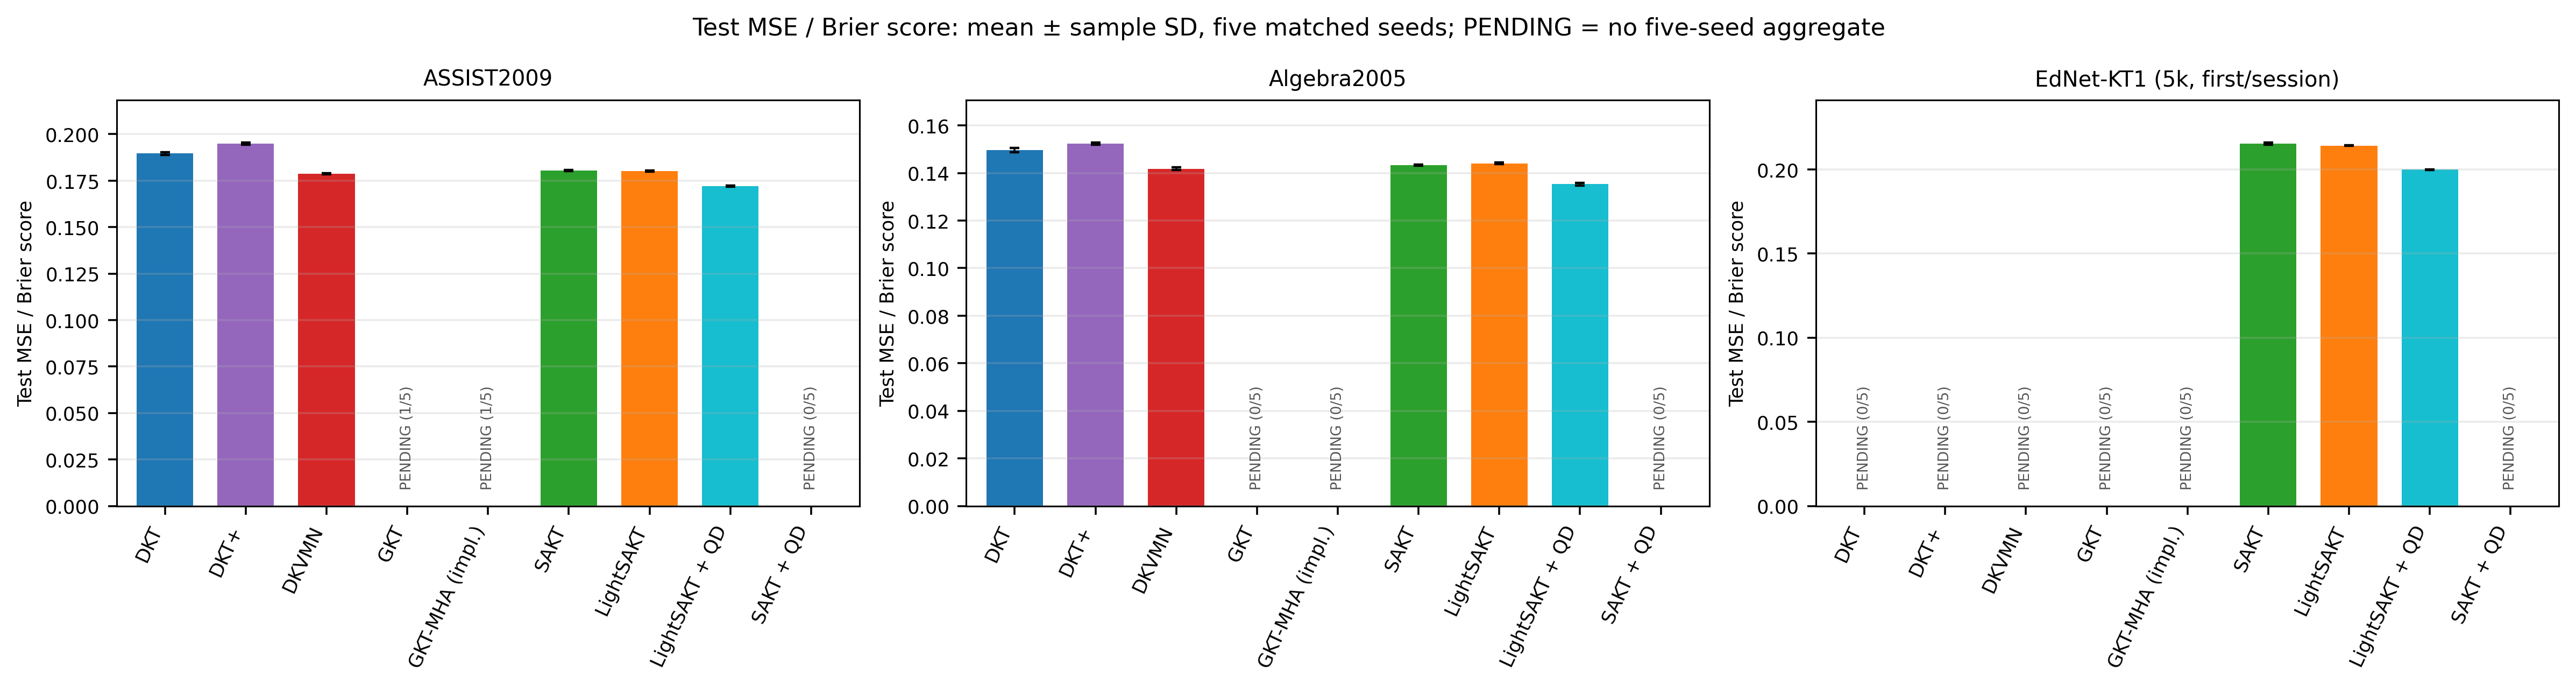 Test MSE / Brier score: mean ± sample SD, five matched seeds; PENDING = no five-seed aggregate
ASSIST2009
Test MSE / Brier score
0.200
0.175
0.150
0.125
0.100
0.075
0.050
0.025
0.000
PENDING (1/5)
PENDING (1/5)
PENDING (0/5)
DKT
DKT+
DKVMN
GKT
GKT-MHA (impl.)
SAKT
LightSAKT
LightSAKT + QD
SAKT + QD
Algebra2005
Test MSE / Brier score
0.16
0.14
0.12
0.10
0.08
0.06
0.04
0.02
0.00
PENDING (0/5)
PENDING (0/5)
PENDING (0/5)
DKT
DKT+
DKVMN
GKT
GKT-MHA (impl.)
SAKT
LightSAKT
LightSAKT + QD
SAKT + QD
EdNet-KT1 (5k, first/session)
Test MSE / Brier score
0.20
0.15
0.10
0.05
0.00
PENDING (0/5)
PENDING (0/5)
PENDING (0/5)
PENDING (0/5)
PENDING (0/5)
PENDING (0/5)
DKT
DKT+
DKVMN
GKT
GKT-MHA (impl.)
SAKT
LightSAKT
LightSAKT + QD
SAKT + QD